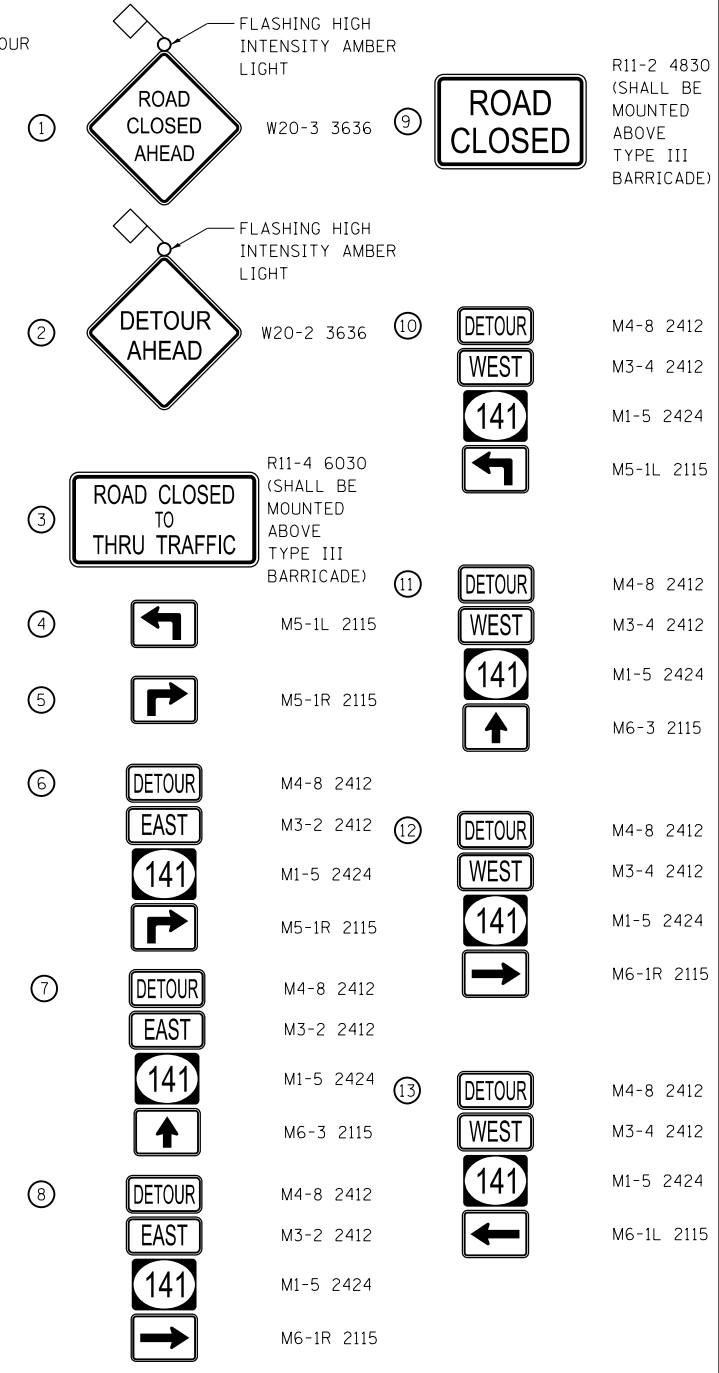 OUR
1
ROAD
CLOSED
AHEAD
FLASHING HIGH
INTENSITY AMBER
LIGHT
W20-3 3636
2
DETOUR
AHEAD
FLASHING HIGH
INTENSITY AMBER
LIGHT
W20-2 3636
3
ROAD CLOSED
TO
THRU TRAFFIC
R11-4 6030
(SHALL BE
MOUNTED
ABOVE
TYPE III
BARRICADE)
4
M5-1L 2115
5
M5-1R 2115
6
DETOUR
M4-8 2412
EAST
M3-2 2412
141
M1-5 2424
M5-1R 2115
7
DETOUR
M4-8 2412
EAST
M3-2 2412
141
M1-5 2424
M6-3 2115
8
DETOUR
M4-8 2412
EAST
M3-2 2412
141
M1-5 2424
M6-1R 2115
9
ROAD
CLOSED
R11-2 4830
(SHALL BE
MOUNTED
ABOVE
TYPE III
BARRICADE)
10
DETOUR
M4-8 2412
WEST
M3-4 2412
141
M1-5 2424
M5-1L 2115
11
DETOUR
M4-8 2412
WEST
M3-4 2412
141
M1-5 2424
M6-3 2115
12
DETOUR
M4-8 2412
WEST
M3-4 2412
141
M1-5 2424
M6-1R 2115
13
DETOUR
M4-8 2412
WEST
M3-4 2412
141
M1-5 2424
M6-1L 2115